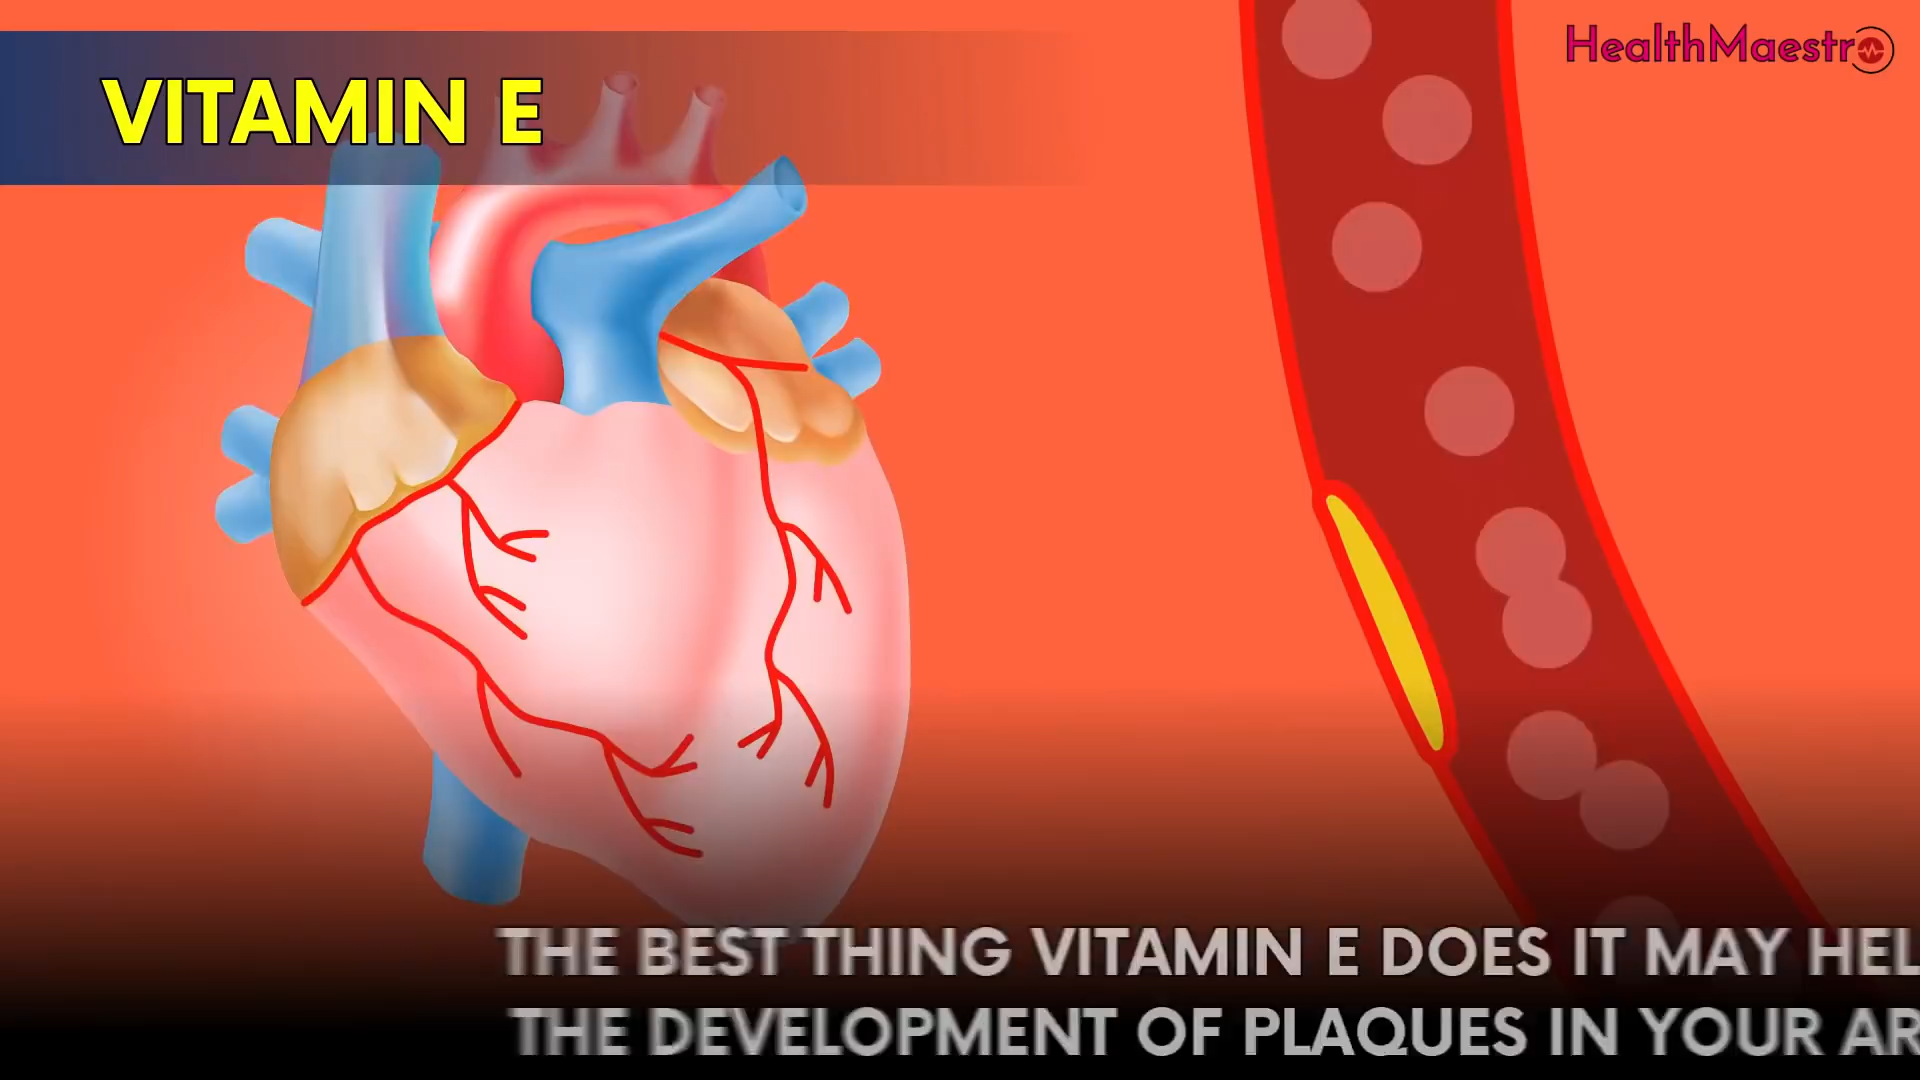 HealthMaestro
VITAMIN E
THE BEST THING VITAMIN E DOES IT MAY
THE DEVELOPMENT OF PLAQUES IN YOUR